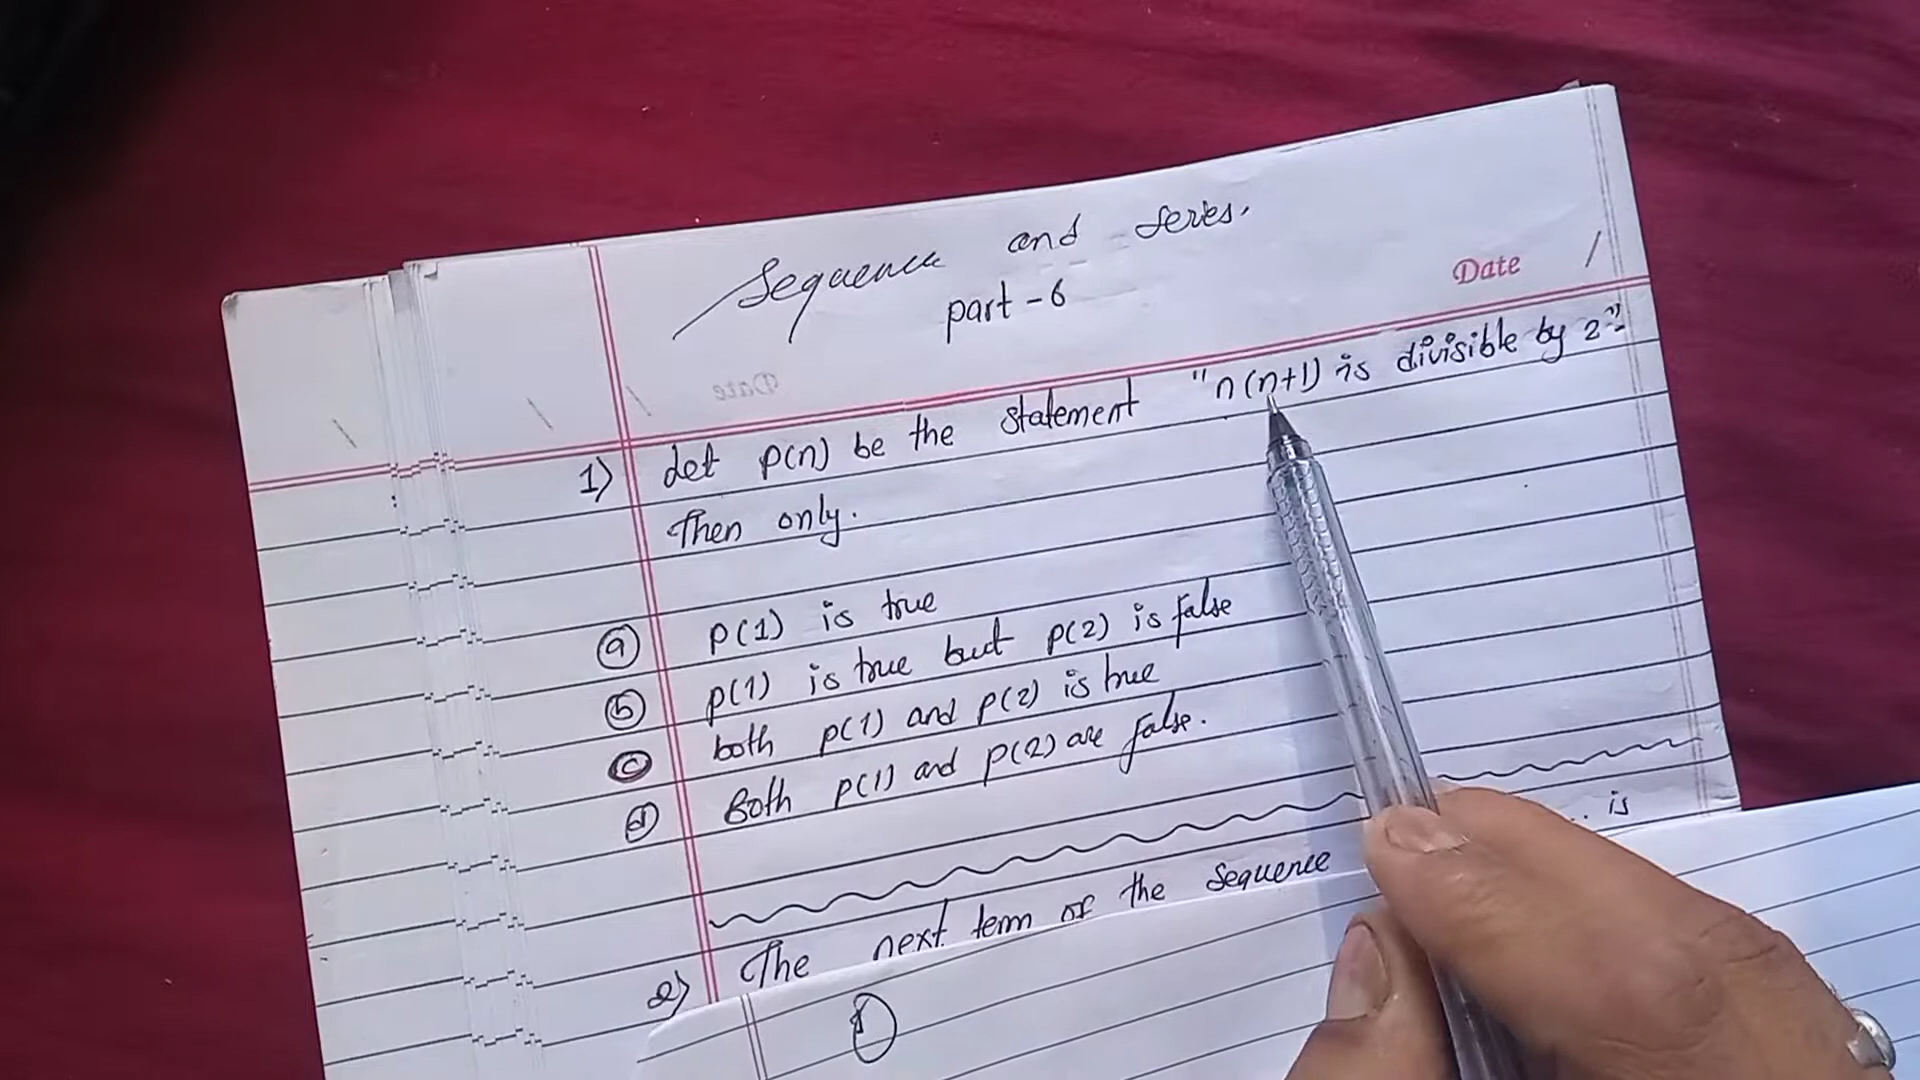 Sequence and series.
part - 6
Date /
Date
1) Let p(n) be the statement "n(n+1) is divisible by 2".
Then only.
(a) p(1) is true
(b) p(1) is true but p(2) is false
(c) both p(1) and p(2) is true
(d) Both p(1) and p(2) are false.
2) The next term of the Sequence .. is